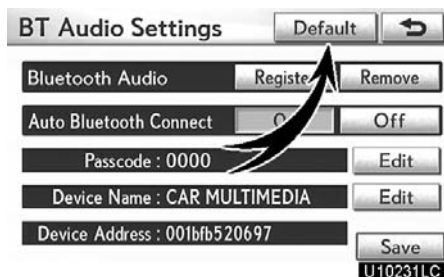 BT Audio Settings Default
Bluetooth Audio Register Remove
Auto Bluetooth Connect Off
Passcode : 0000 Edit
Device Name : CAR MULTIMEDIA Edit
Device Address : 001bfb520697
Save
U10231LC